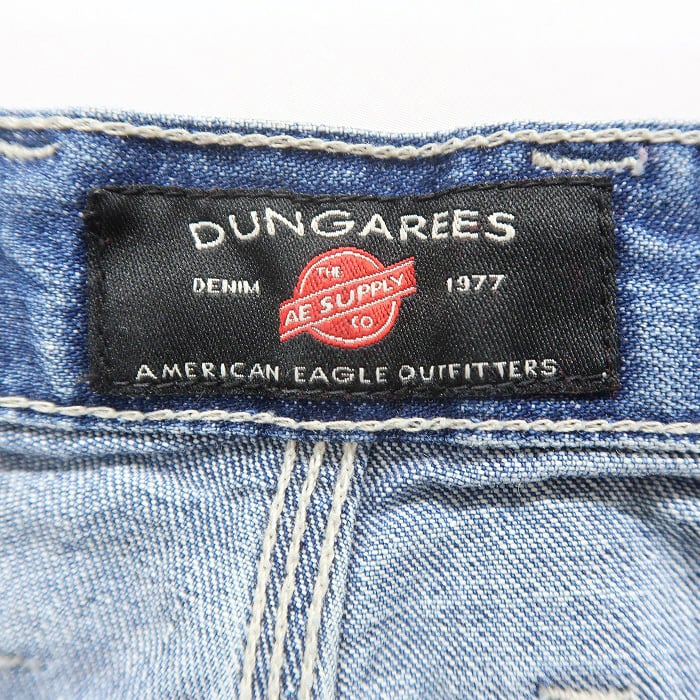 DUNGAREES
DENIM
THE
AE SUPPLY
CO
1977
AMERICAN EAGLE OUTFITTERS